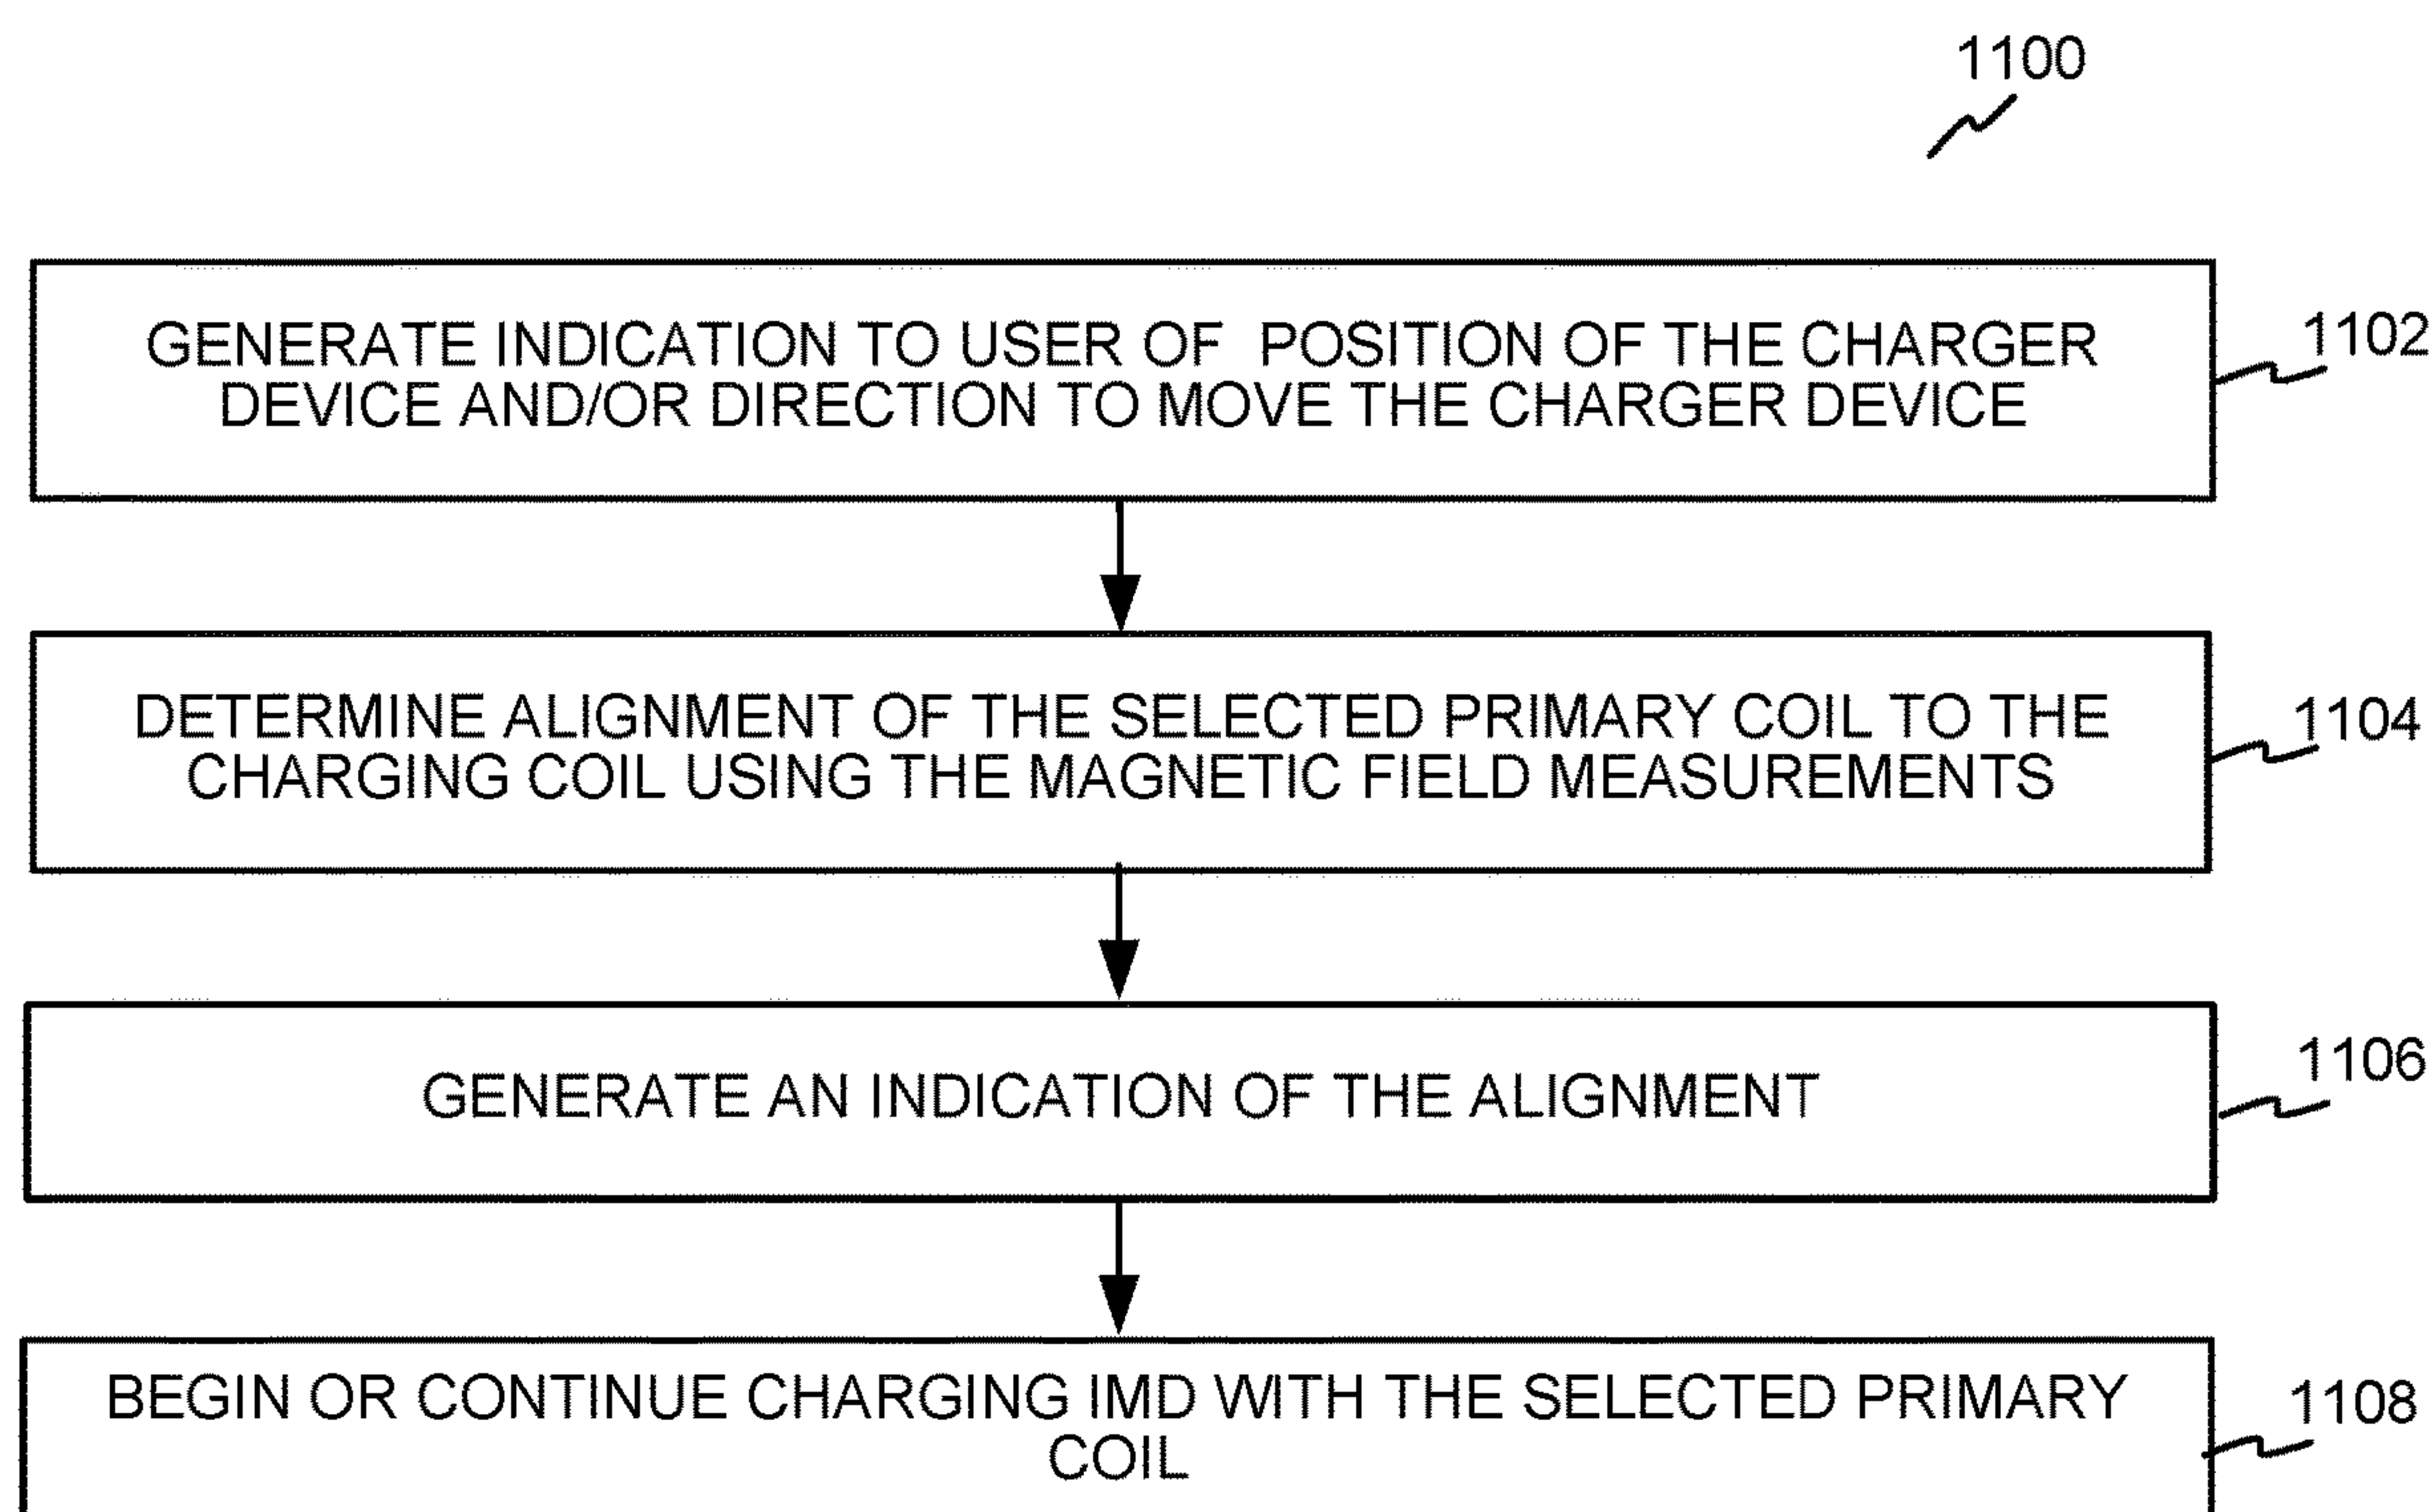 1100
GENERATE INDICATION TO USER OF POSITION OF THE CHARGER
DEVICE AND/OR DIRECTION TO MOVE THE CHARGER DEVICE
1102
DETERMINE ALIGNMENT OF THE SELECTED PRIMARY COIL TO THE
CHARGING COIL USING THE MAGNETIC FIELD MEASUREMENTS
1104
GENERATE AN INDICATION OF THE ALIGNMENT
1106
BEGIN OR CONTINUE CHARGING IMD WITH THE SELECTED PRIMARY
COIL
1108